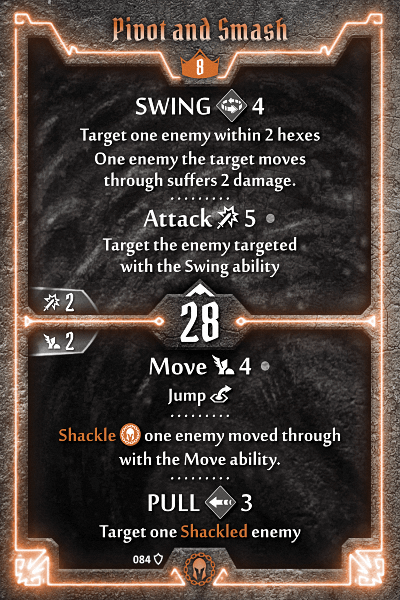 Pivot and Smash
8
SWING 4
Target one enemy within 2 hexes
One enemy the target moves
through suffers 2 damage.
Attack 5
Target the enemy targeted
with the Swing ability
2
28
2
Move 4
Jump
Shackle one enemy moved through
with the Move ability.
PULL 3
Target one Shackled enemy
084